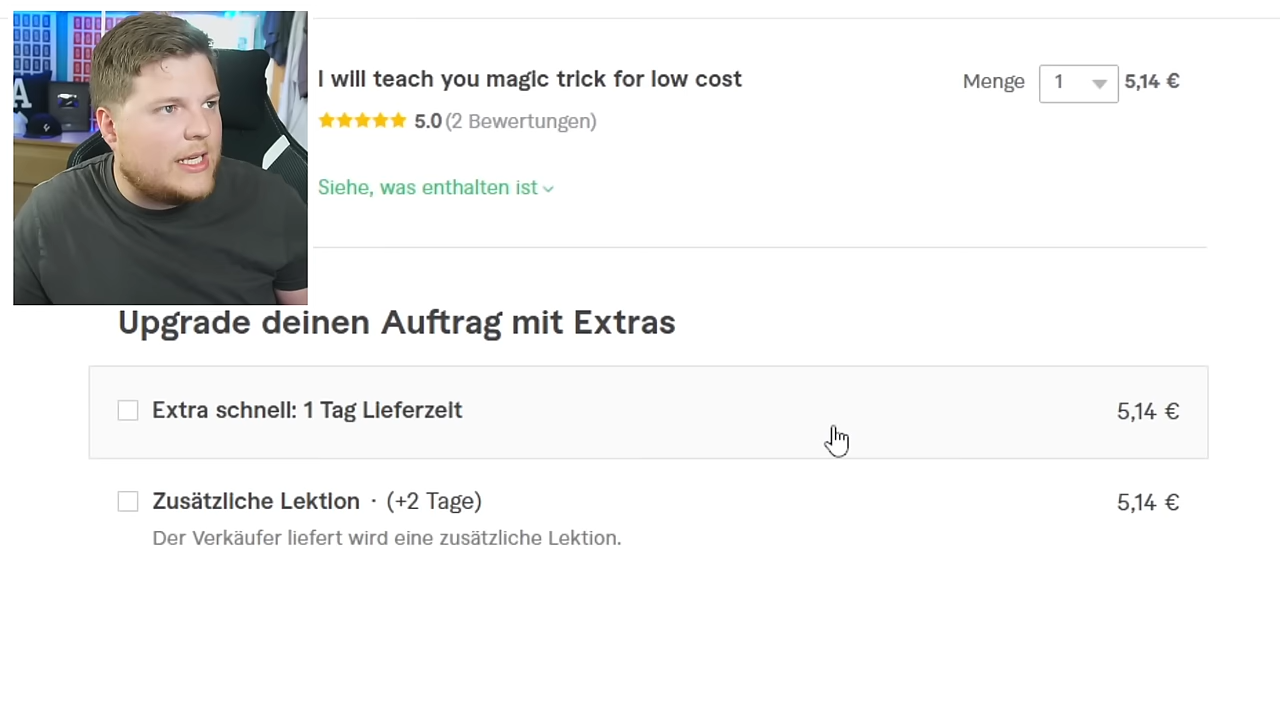 I will teach you magic trick for low cost
Menge 1 5,14 €
5.0 (2 Bewertungen)
Siehe, was enthalten ist
Upgrade deinen Auftrag mit Extras
Extra schnell: 1 Tag Lieferzeit 5,14 €
Zusätzliche Lektion · (+2 Tage) 5,14 €
Der Verkäufer liefert wird eine zusätzliche Lektion.
A